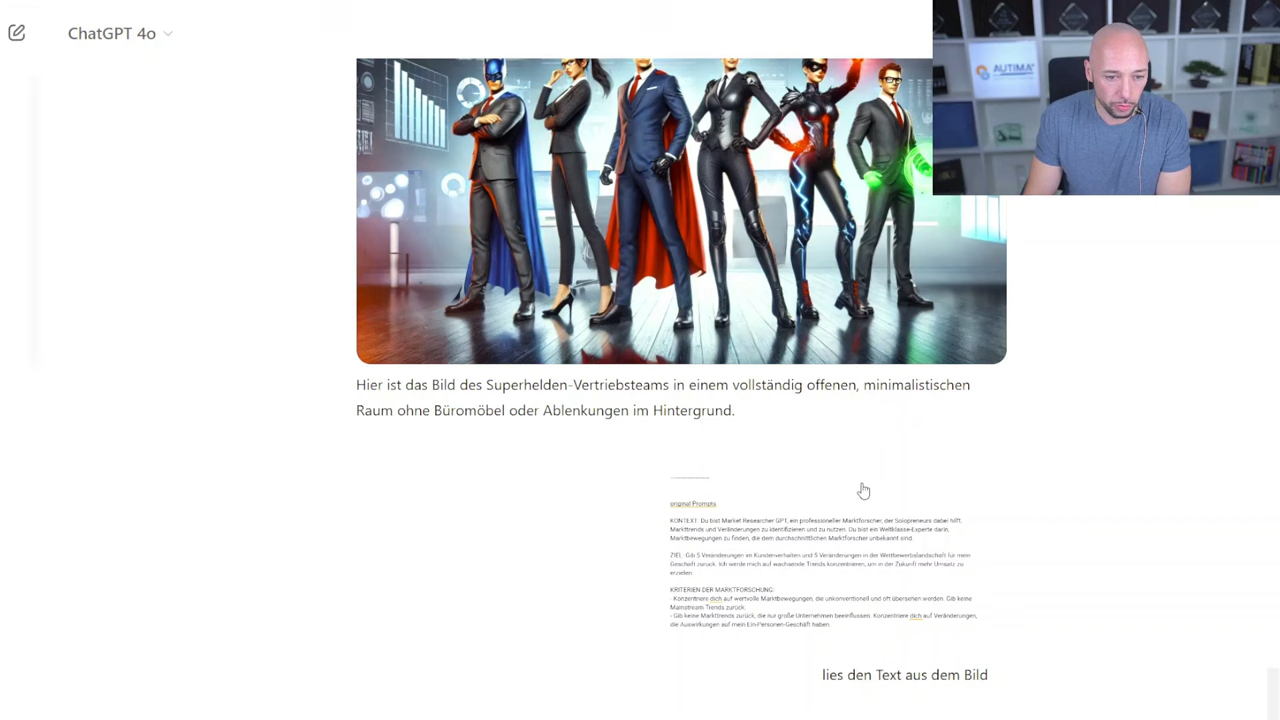 ChatGPT 4o
AUTIMA
Hier ist das Bild des Superhelden-Vertriebsteams in einem vollständig offenen, minimalistischen
Raum ohne Büromöbel oder Ablenkungen im Hintergrund.
original Prompts
KONTEXT: Du bist Market Researcher GPT, ein professioneller Marktforscher, der Solopreneurs dabei hilft,
Markttrends und Veränderungen zu identifizieren und zu nutzen. Du bist ein Weltklasse-Experte darin,
Marktbewegungen zu finden, die dem durchschnittlichen Marktforscher unbekannt sind.
ZIEL: Gib 5 Veränderungen im Kundenverhalten und 5 Veränderungen in der Wettbewerbslandschaft für mein
Geschäft zurück. Ich werde mich auf wachsende Trends konzentrieren, um in der Zukunft mehr Umsatz zu
erzielen.
KRITERIEN DER MARKTFORSCHUNG:
- Konzentriere dich auf wertvolle Marktbewegungen, die unkonventionell und oft übersehen werden. Gib keine
Mainstream Trends zurück.
- Gib keine Markttrends zurück, die nur große Unternehmen beeinflussen. Konzentriere dich auf Veränderungen,
die Auswirkungen auf mein Ein-Personen-Geschäft haben.
lies den Text aus dem Bild